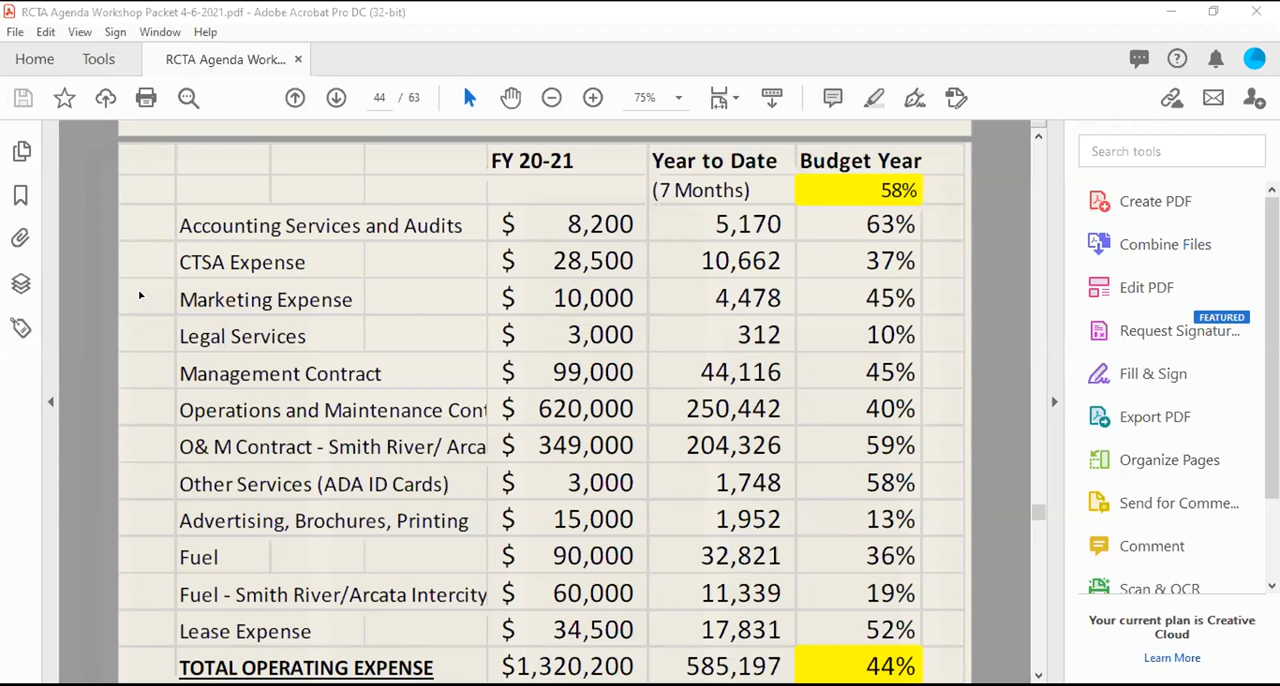 RCTA Agenda Workshop Packet 4-6-2021.pdf - Adobe Acrobat Pro DC (32-bit)
File Edit View Sign Window Help
Home Tools RCTA Agenda Work... ×
44 / 63 75%
Search tools
Create PDF
Combine Files
Edit PDF
FEATURED
Request Signatur...
Fill & Sign
Export PDF
Organize Pages
Send for Comme...
Comment
Scan & OCR
Your current plan is Creative
Cloud
Learn More
FY 20-21 Year to Date Budget Year
(7 Months) 58%
Accounting Services and Audits $ 8,200 5,170 63%
CTSA Expense $ 28,500 10,662 37%
Marketing Expense $ 10,000 4,478 45%
Legal Services $ 3,000 312 10%
Management Contract $ 99,000 44,116 45%
Operations and Maintenance Cont $ 620,000 250,442 40%
O& M Contract - Smith River/ Arca $ 349,000 204,326 59%
Other Services (ADA ID Cards) $ 3,000 1,748 58%
Advertising, Brochures, Printing $ 15,000 1,952 13%
Fuel $ 90,000 32,821 36%
Fuel - Smith River/Arcata Intercity $ 60,000 11,339 19%
Lease Expense $ 34,500 17,831 52%
TOTAL OPERATING EXPENSE $1,320,200 585,197 44%